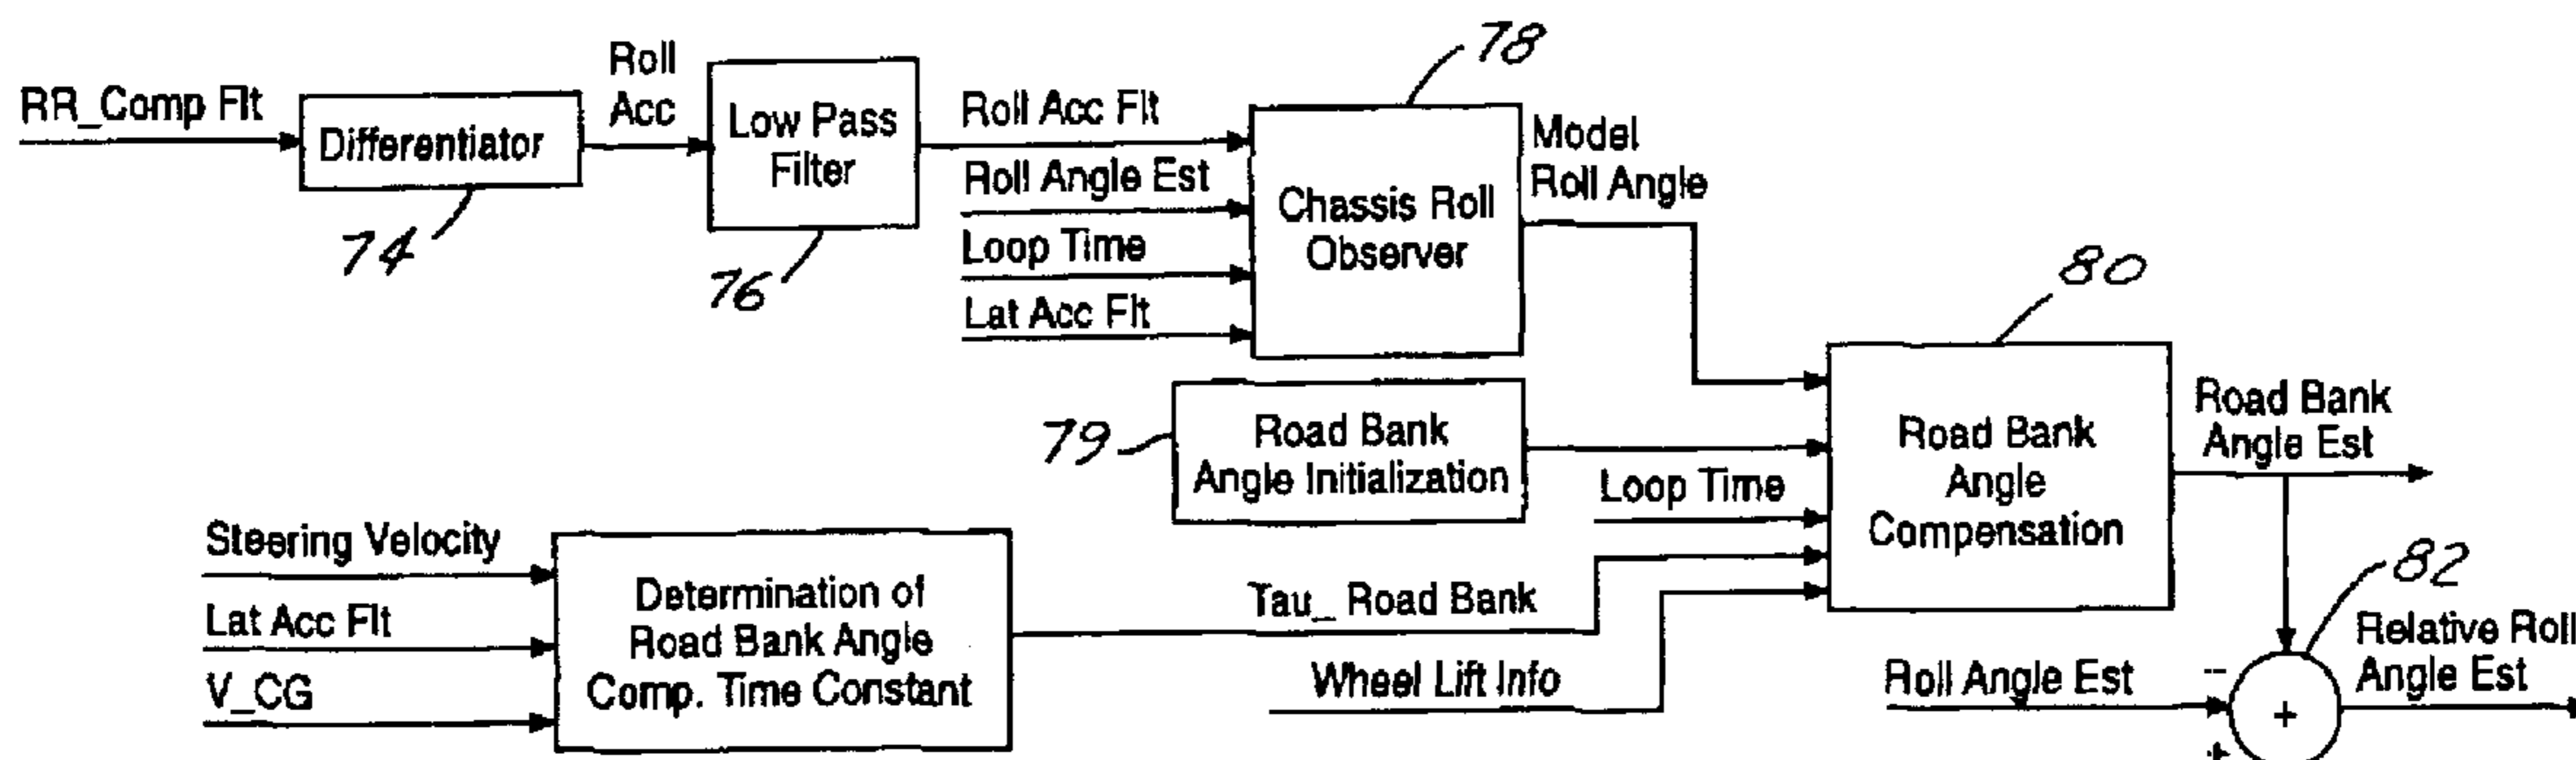 RR_Comp Flt
Differentiator
74
Roll
Acc
Low Pass
Filter
76
Roll Acc Flt
Roll Angle Est
Loop Time
Lat Acc Flt
78
Chassis Roll
Observer
Model
Roll Angle
79
Road Bank
Angle Initialization
Loop Time
80
Road Bank
Angle
Compensation
Road Bank
Angle Est
Steering Velocity
Lat Acc Flt
V_CG
Determination of
Road Bank Angle
Comp. Time Constant
Tau_ Road Bank
Wheel Lift Info
82
Roll Angle Est
--
+
+
Relative Roll
Angle Est